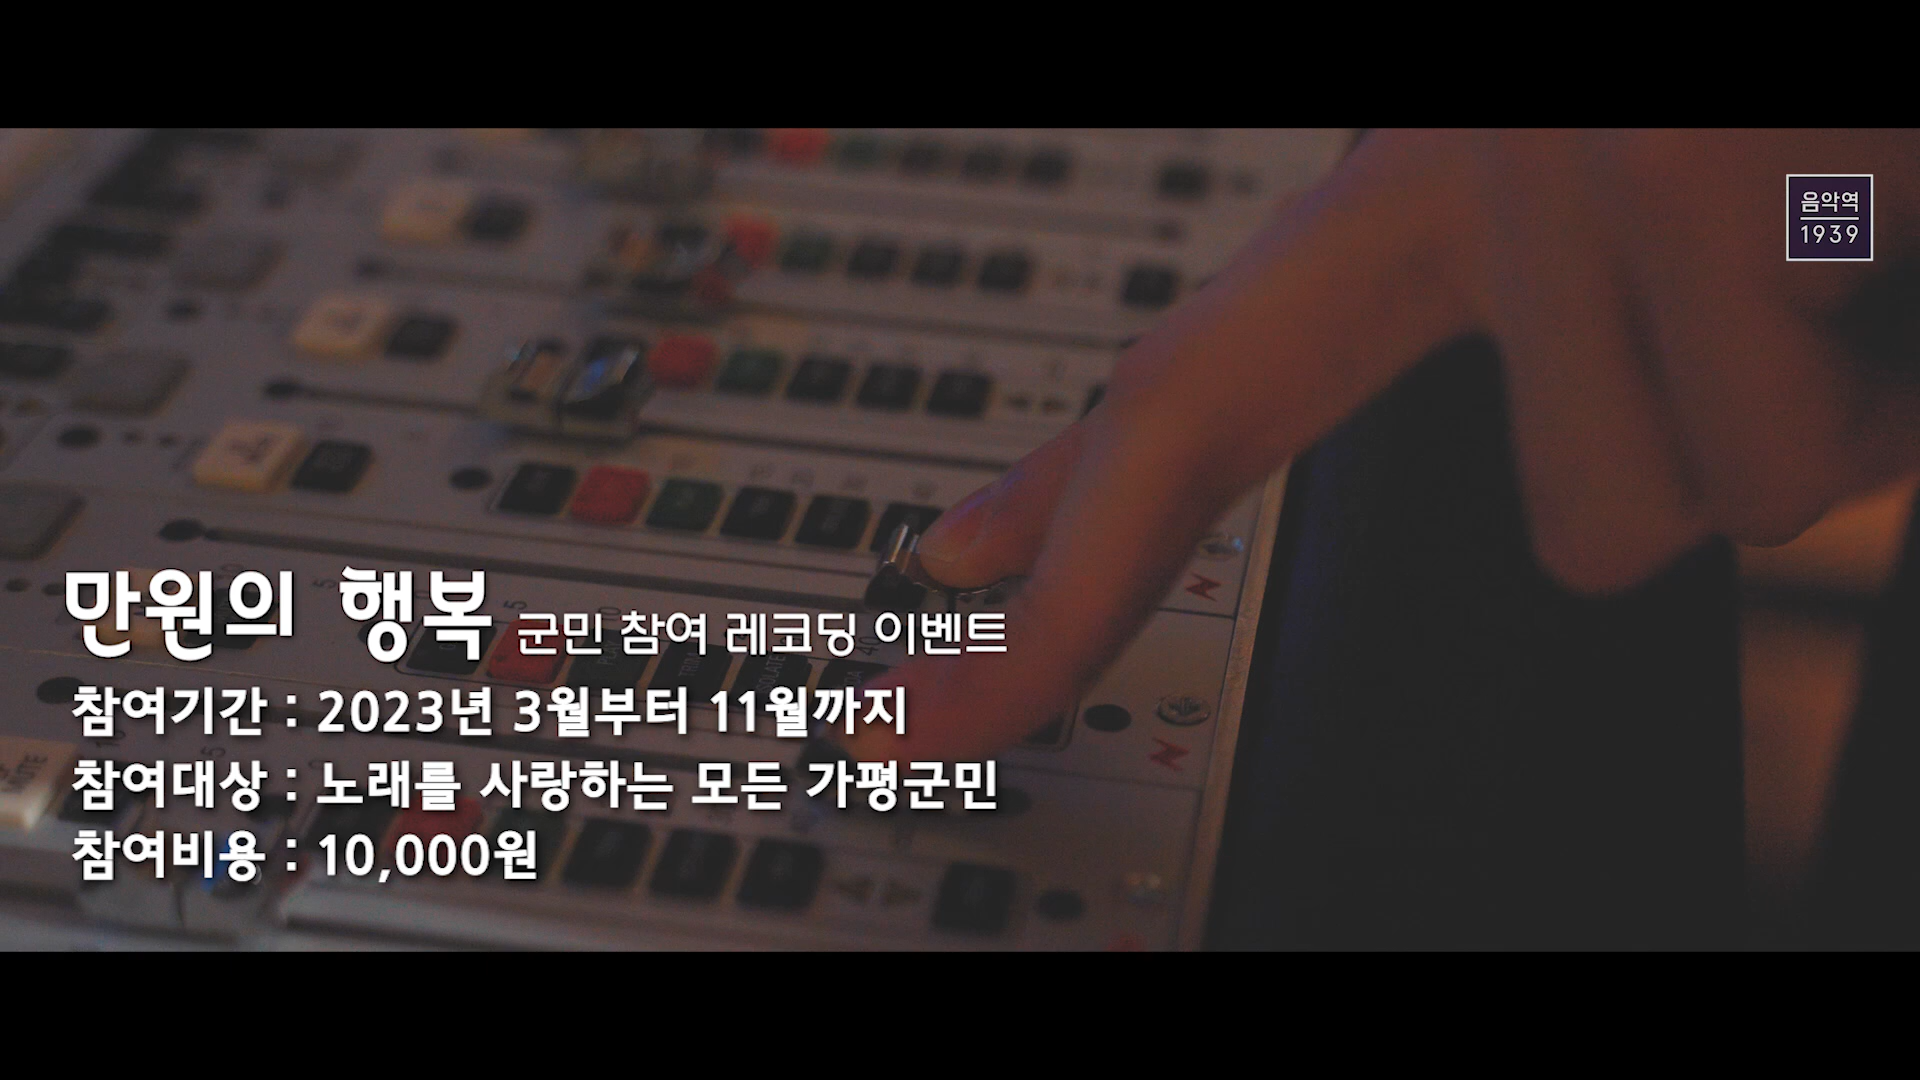 음악역
1939
만원의 행복 군민 참여 레코딩 이벤트
참여기간 : 2023년 3월부터 11월까지
참여대상 : 노래를 사랑하는 모든 가평군민
참여비용 : 10,000원